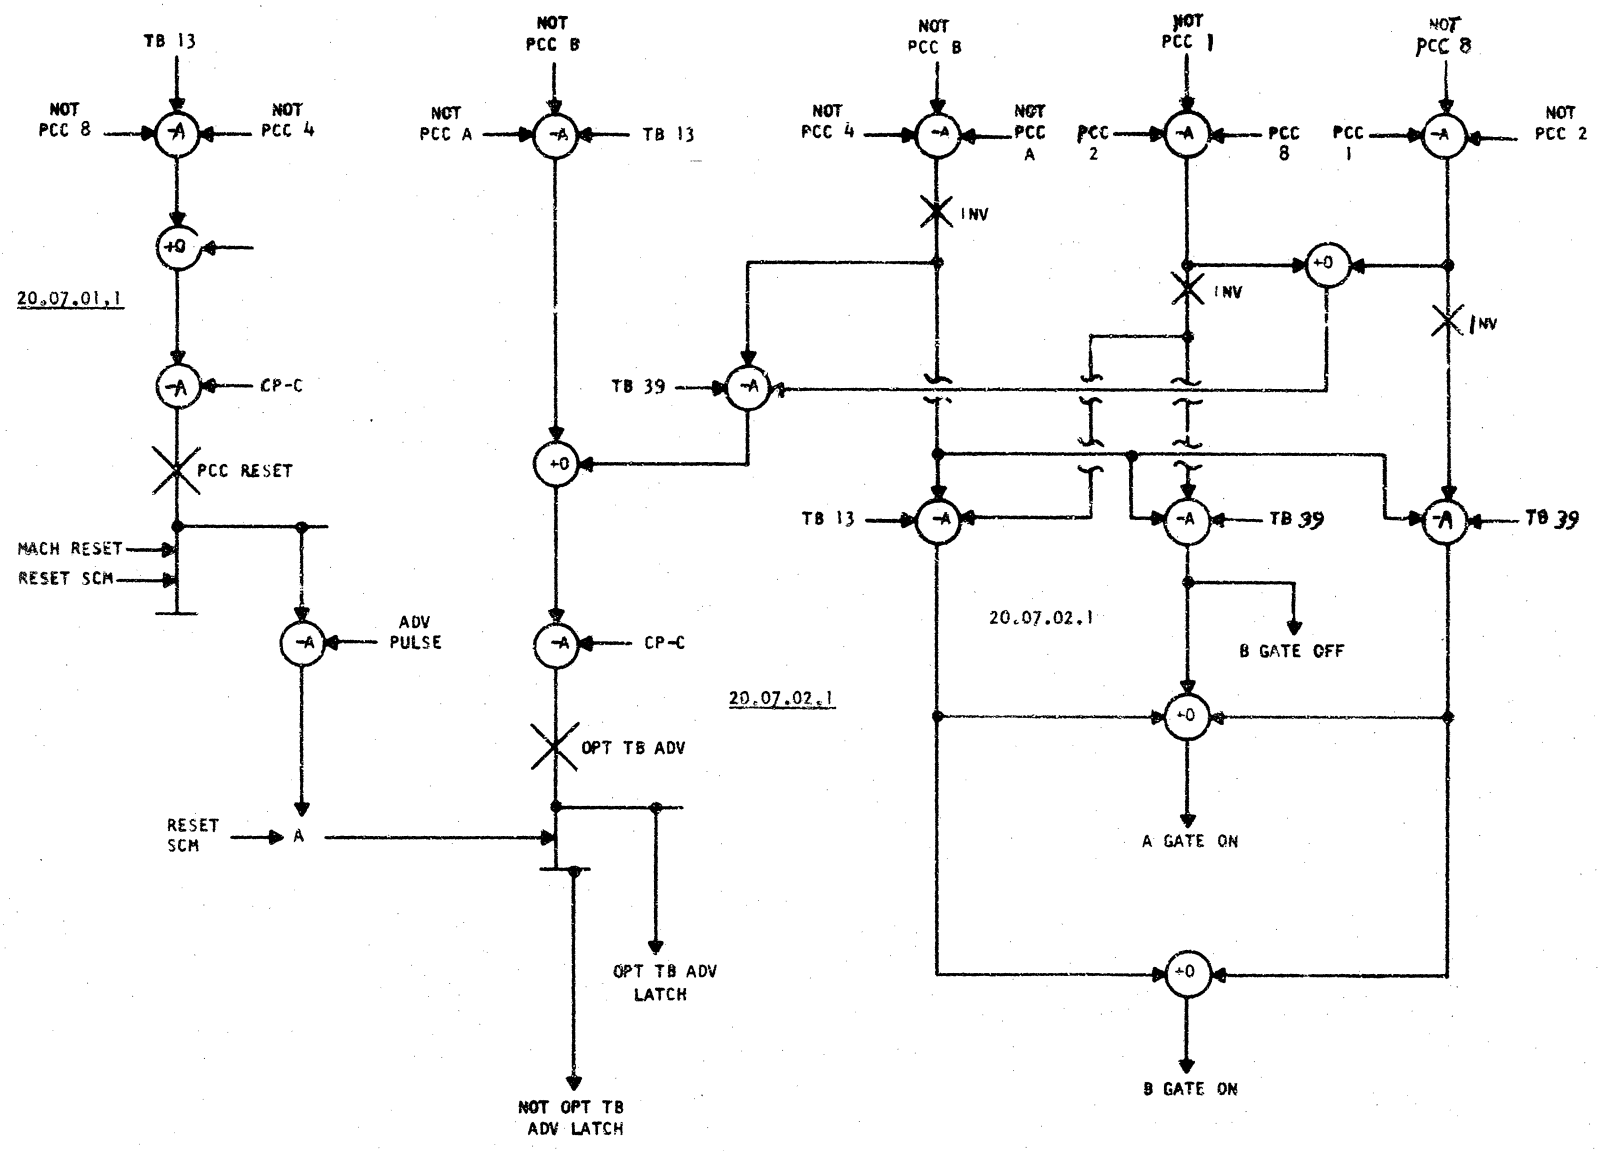 TB 13
NOT
PCC 8
NOT
PCC 4
-A
+O
20.07.01.1
-A
CP-C
PCC RESET
MACH RESET
RESET SCM
-A
ADV
PULSE
RESET
SCM
A
NOT
PCC B
NOT
PCC A
-A
TB 13
+O
-A
CP-C
20.07.02.1
OPT TB ADV
OPT TB ADV
LATCH
NOT OPT TB
ADV LATCH
NOT
PCC B
NOT
PCC 4
-A
NOT
PCC
A
INV
TB 39
-A
NOT
PCC 1
PCC
2
-A
PCC
8
INV
+O
NOT
PCC 8
PCC
1
-A
NOT
PCC 2
INV
TB 13
-A
-A
TB 39
-A
TB 39
20.07.02.1
B GATE OFF
+O
A GATE ON
+O
B GATE ON